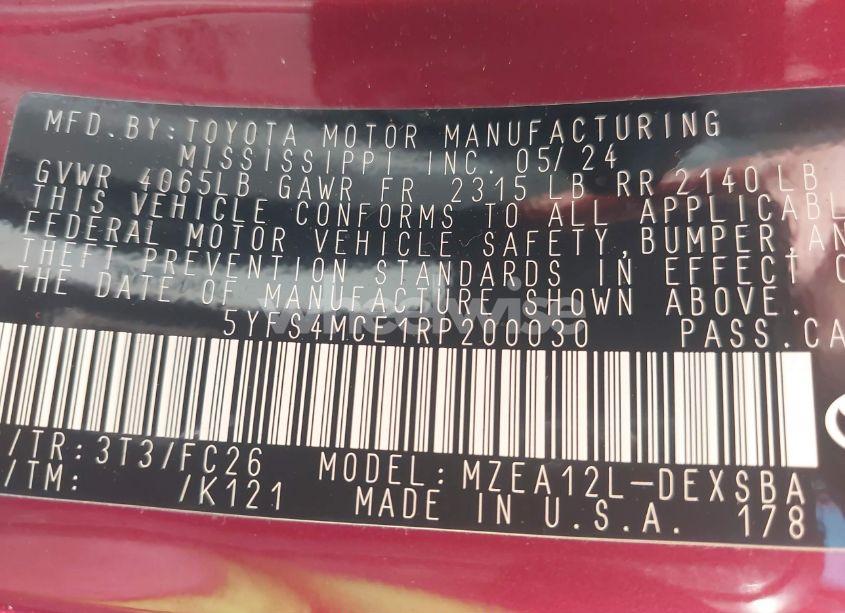 MFD.BY:TOYOTA MOTOR MANUFACTURING
MISSISSIPPI INC. 05/24
GVWR 4065LB GAWR FR 2315 LB RR 2140 LB
THIS VEHICLE CONFORMS TO ALL APPLICABL
FEDERAL MOTOR VEHICLE SAFETY,BUMPER,AN
THEFT PREVENTION STANDARDS IN EFFECT O
THE DATE OF MANUFACTURE SHOWN ABOVE.
5YFS4MCE1RP200030 PASS.CA
/TR:3T3/FC26 MODEL:MZEA12L-DEXSBA
/TM: /K121 MADE IN U.S.A. 178